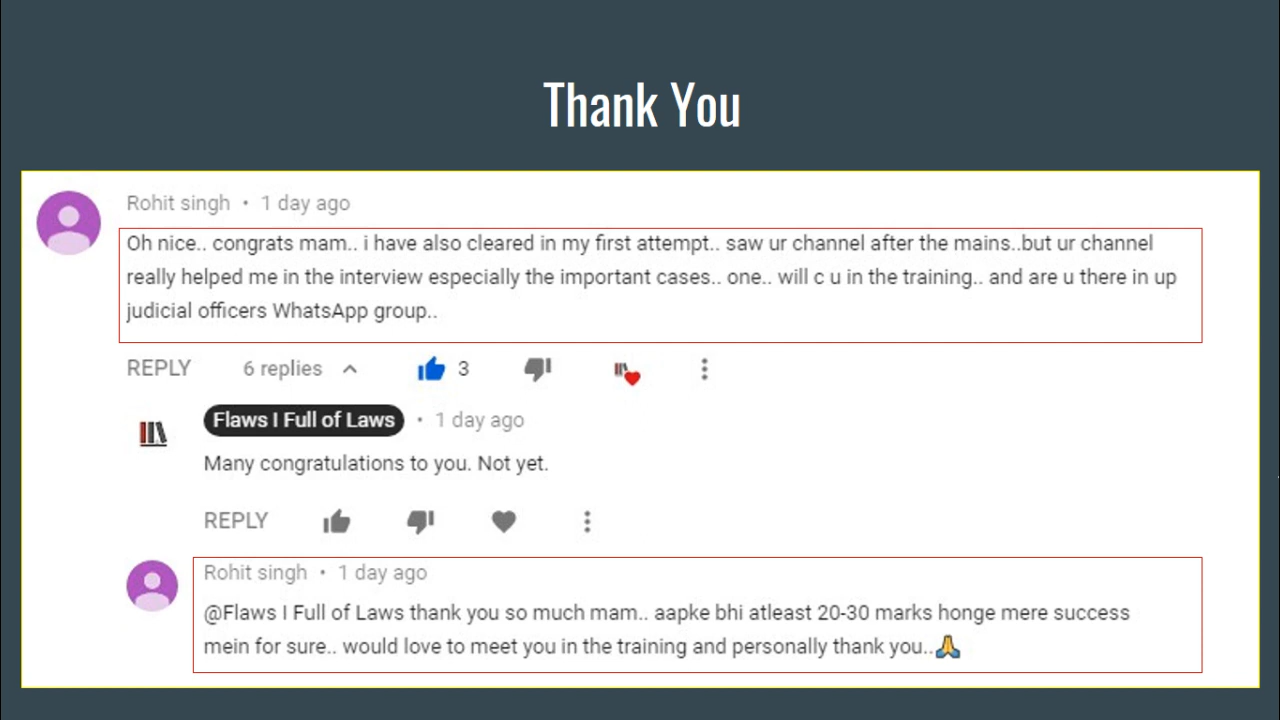 Thank You
Rohit singh • 1 day ago
Oh nice.. congrats mam.. i have also cleared in my first attempt.. saw ur channel after the mains..but ur channel
really helped me in the interview especially the important cases.. one.. will c u in the training.. and are u there in up
judicial officers WhatsApp group..
REPLY 6 replies 3
Flaws I Full of Laws • 1 day ago
Many congratulations to you. Not yet.
REPLY
Rohit singh • 1 day ago
@Flaws I Full of Laws thank you so much mam.. aapke bhi atleast 20-30 marks honge mere success
mein for sure.. would love to meet you in the training and personally thank you..🙏